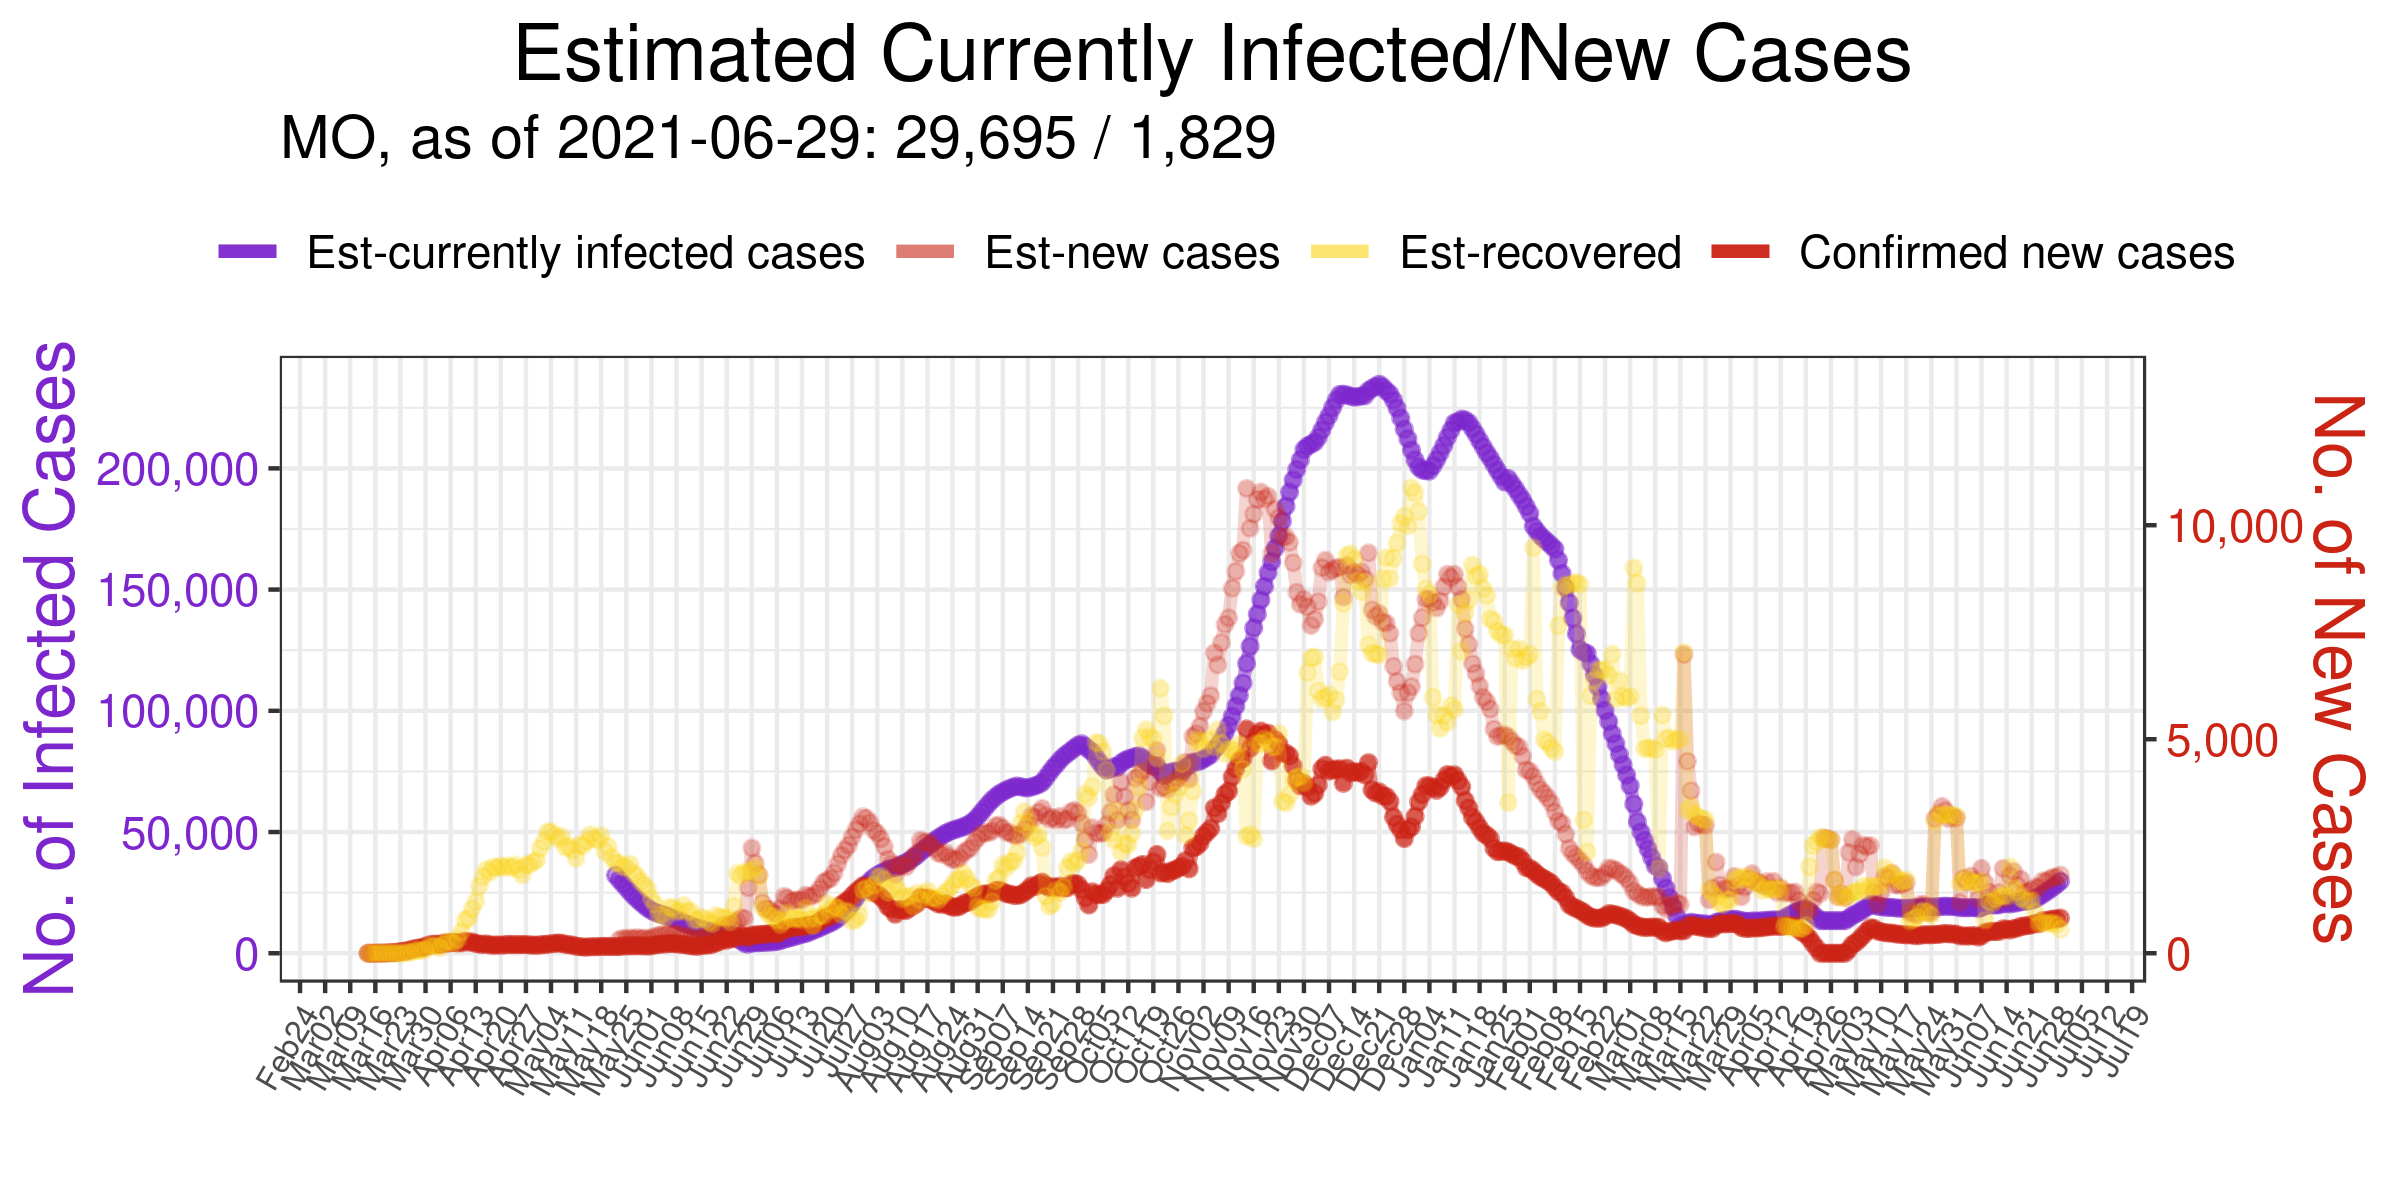 Estimated Currently Infected/New Cases
MO, as of 2021-06-29: 29,695 / 1,829
Est-currently infected cases
Est-new cases
Est-recovered
Confirmed new cases
No. of Infected Cases
200,000
150,000
100,000
50,000
0
10,000
5,000
0
No. of New Cases
Feb24
Mar02
Mar09
Mar16
Mar23
Mar30
Apr06
Apr13
Apr20
Apr27
May04
May11
May18
May25
Jun01
Jun08
Jun15
Jun22
Jun29
Jul06
Jul13
Jul20
Jul27
Aug03
Aug10
Aug17
Aug24
Aug31
Sep07
Sep14
Sep21
Sep28
Oct05
Oct12
Oct19
Oct26
Nov02
Nov09
Nov16
Nov23
Nov30
Dec07
Dec14
Dec21
Dec28
Jan04
Jan11
Jan18
Jan25
Feb01
Feb08
Feb15
Feb22
Mar01
Mar08
Mar15
Mar22
Mar29
Apr05
Apr12
Apr19
Apr26
May03
May10
May17
May24
May31
Jun07
Jun14
Jun21
Jun28
Jul05
Jul12
Jul19